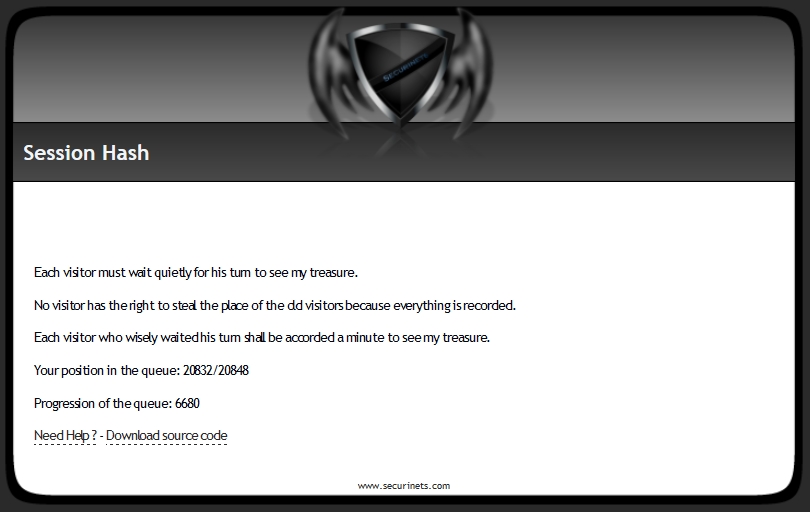 SECURINETS
Session Hash
Each visitor must wait quietly for his turn to see my treasure.
No visitor has the right to steal the place of the old visitors because everything is recorded.
Each visitor who wisely waited his turn shall be accorded a minute to see my treasure.
Your position in the queue: 20832/20848
Progression of the queue: 6680
Need Help ? - Download source code
www.securinets.com